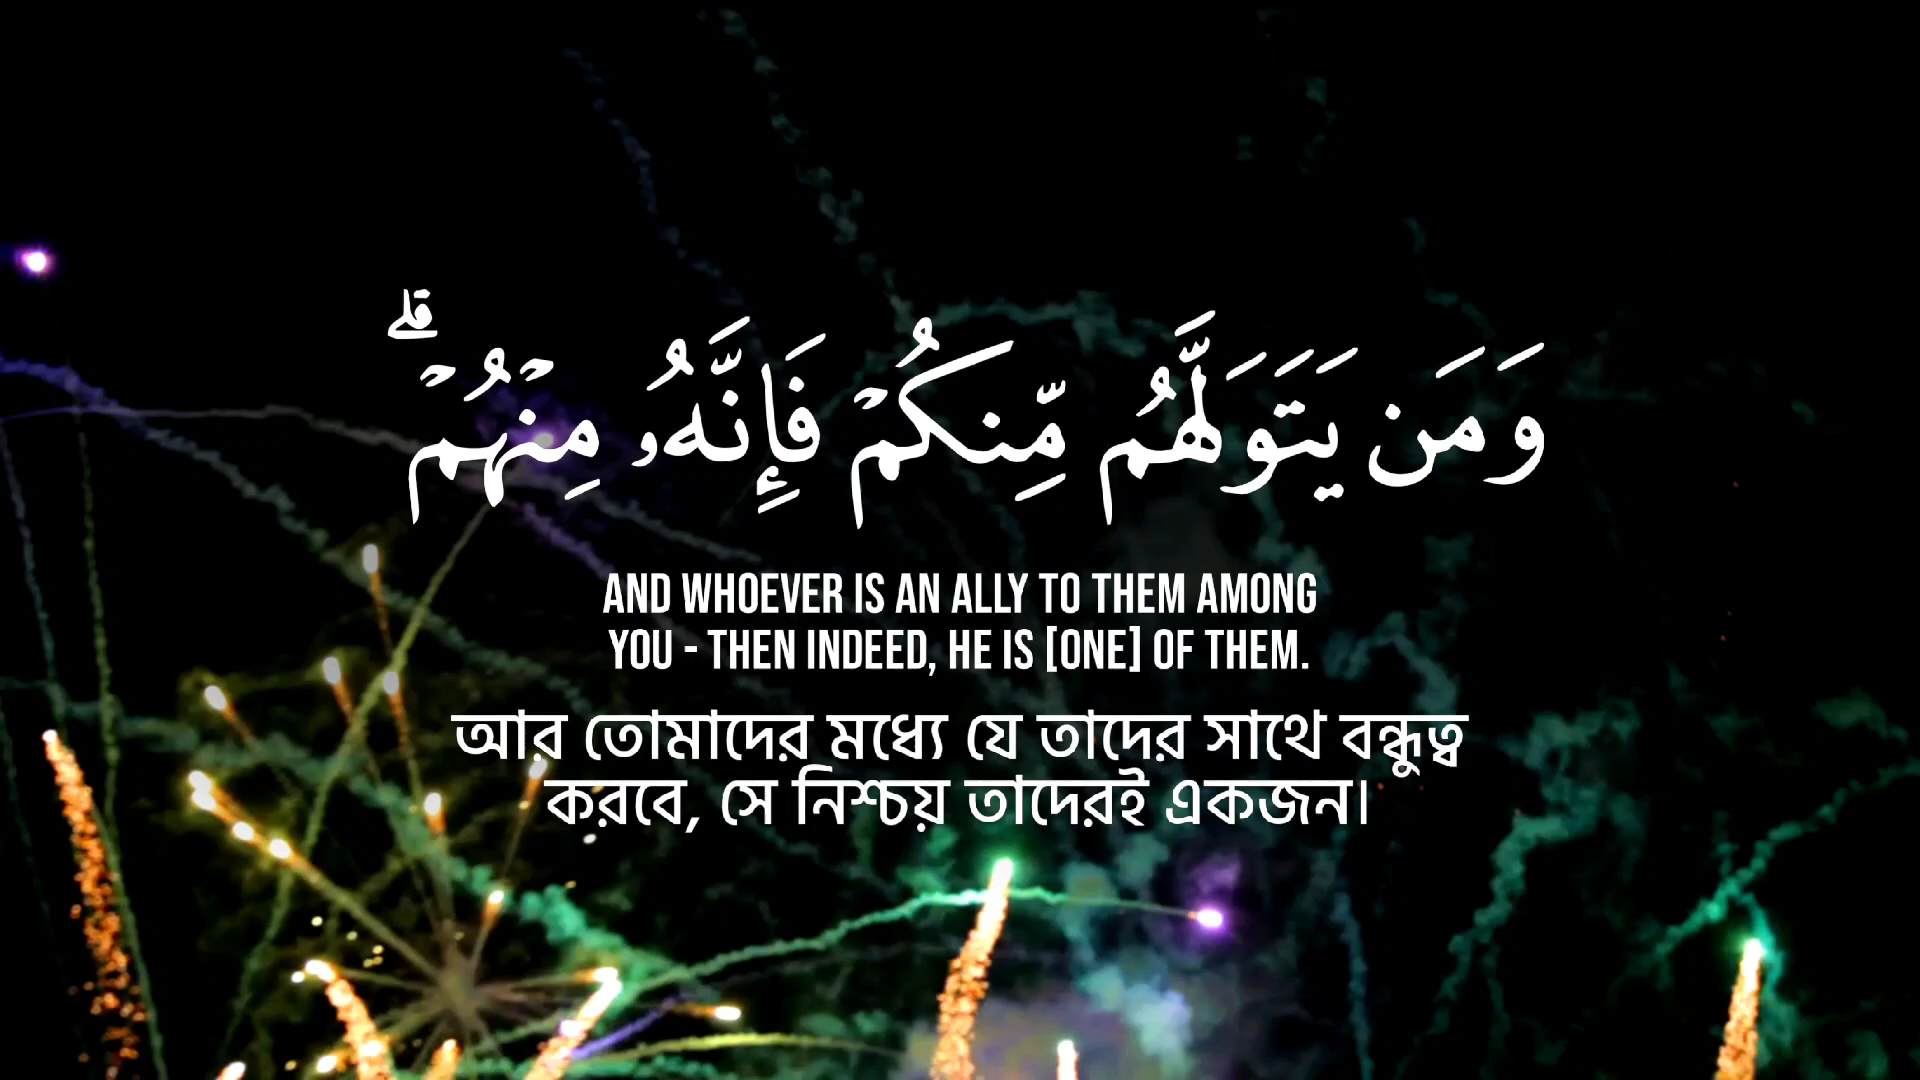 وَمَن يَتَوَلَّهُم مِّنكُمْ فَإِنَّهُۥ مِنْهُمْ ۗ
AND WHOEVER IS AN ALLY TO THEM AMONG
YOU - THEN INDEED, HE IS [ONE] OF THEM.
আর তোমাদের মধ্যে যে তাদের সাথে বন্ধুত্ব
করবে, সে নিশ্চয় তাদেরই একজন।